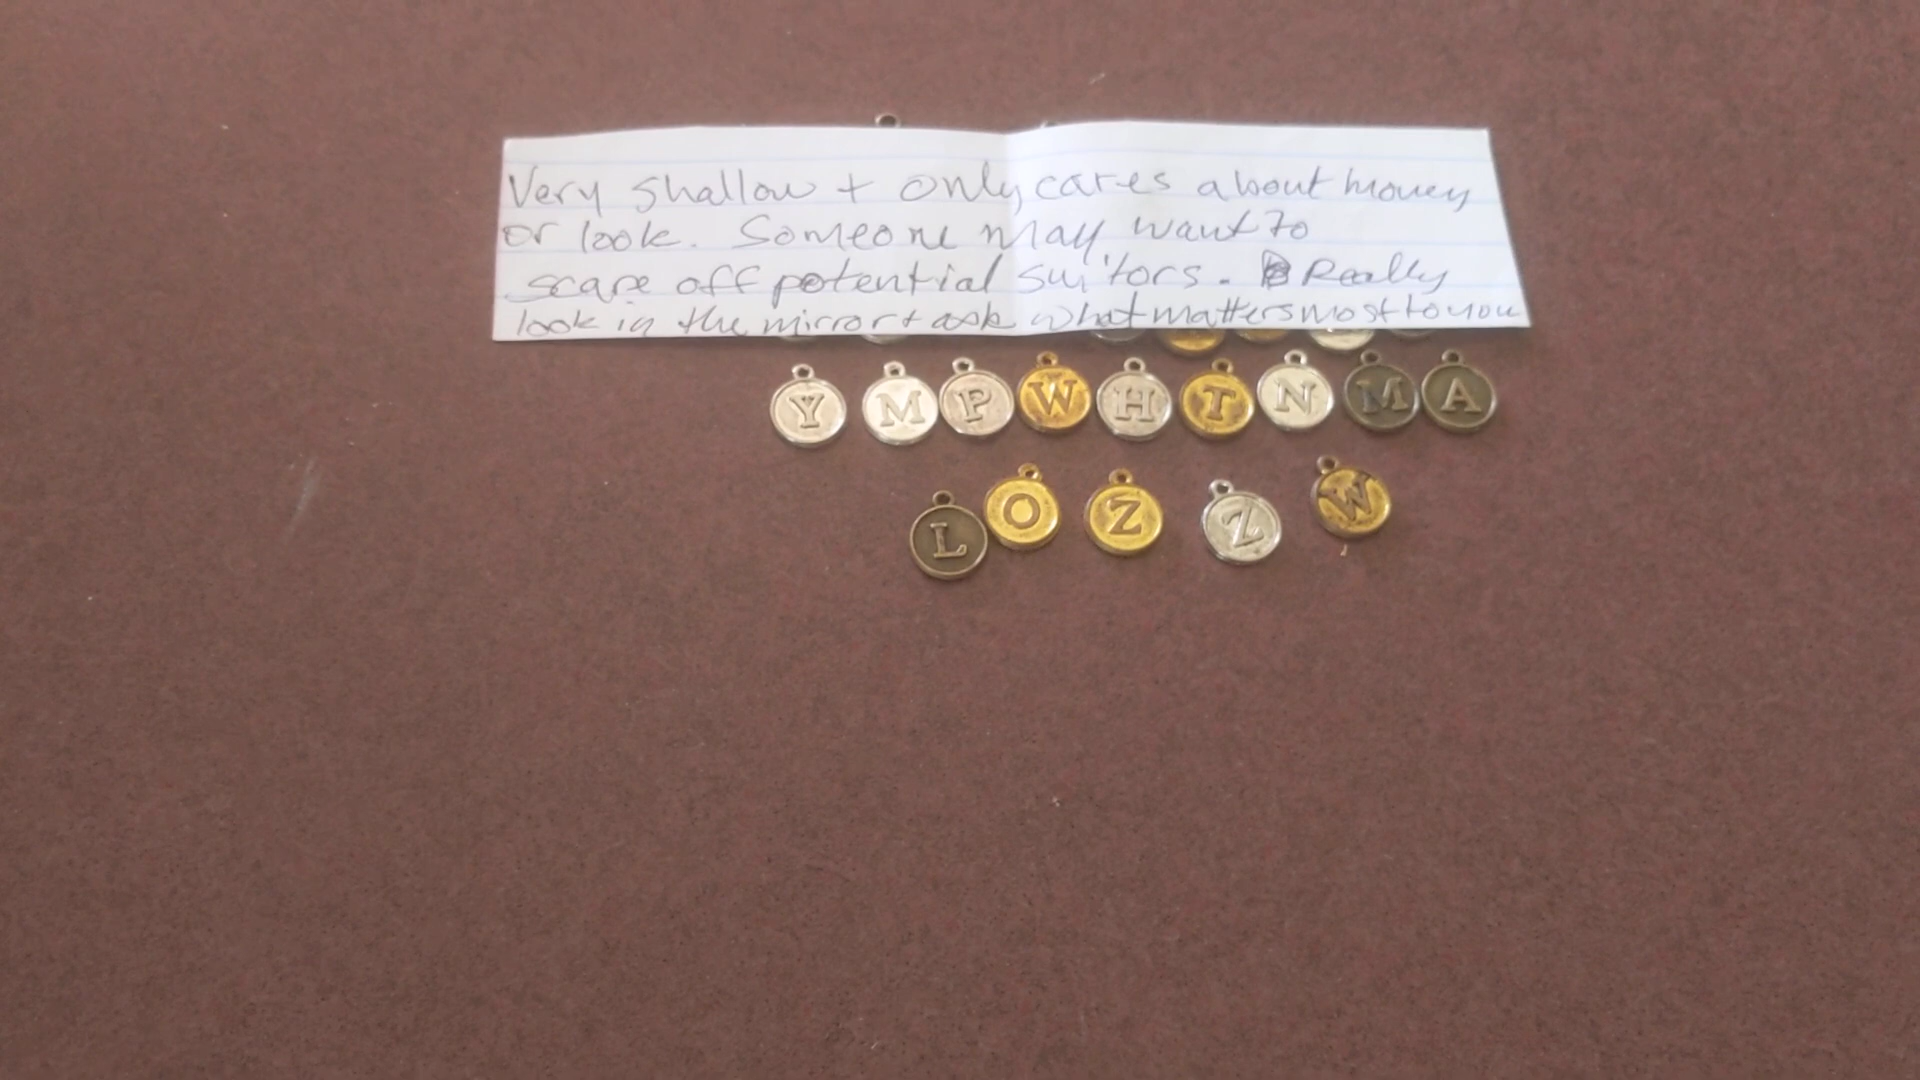 Very shallow + only cares about money
or look. Someone may want to
scare off potential suitors. Really
look in the mirror + ask what matters most to you
Y M P W H T N M A
L O Z Z W